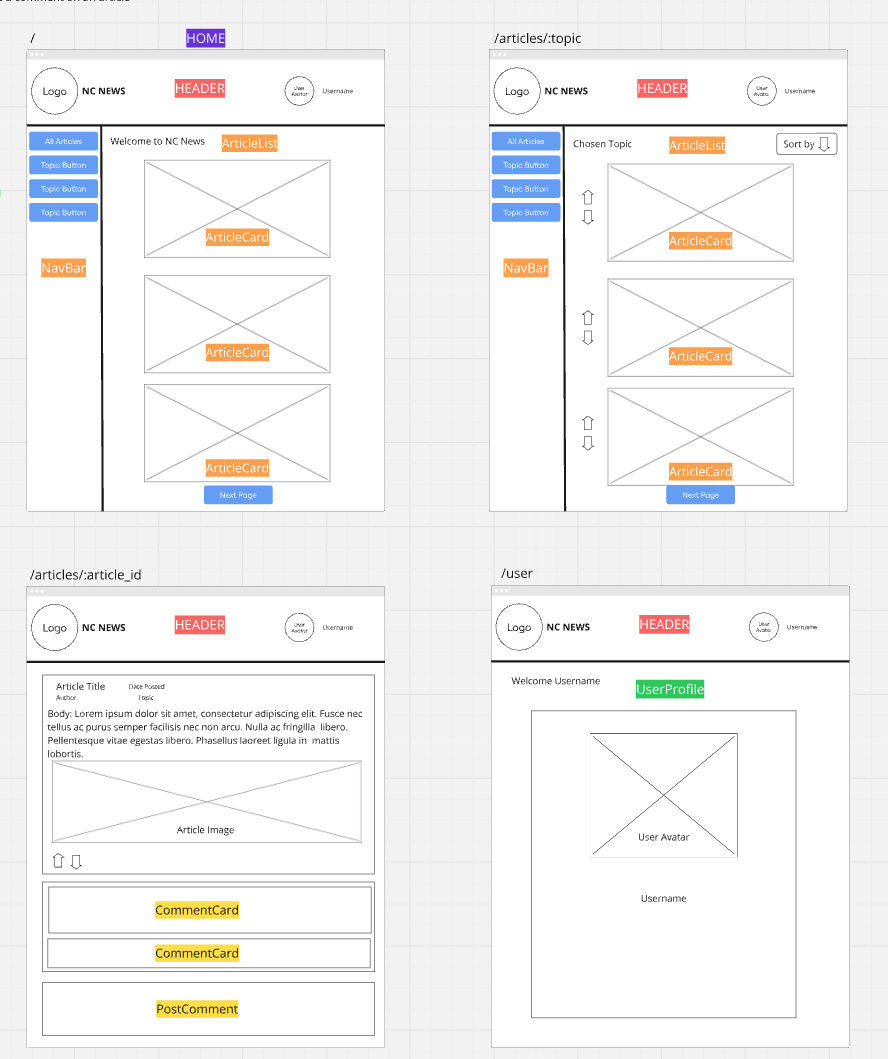 /
HOME
Logo
NC NEWS
HEADER
User Avatar
Username
All Articles
Topic Button
Topic Button
Topic Button
NavBar
Welcome to NC News
ArticleList
ArticleCard
ArticleCard
ArticleCard
Next Page
/articles/:topic
Logo
NC NEWS
HEADER
User Avatar
Username
All Articles
Topic Button
Topic Button
Topic Button
NavBar
Chosen Topic
ArticleList
Sort by
ArticleCard
ArticleCard
ArticleCard
Next Page
/articles/:article_id
Logo
NC NEWS
HEADER
User Avatar
Username
Article Title
Date Posted
Author
Topic
Body: Lorem ipsum dolor sit amet, consectetur adipiscing elit. Fusce nec
tellus ac purus semper facilisis nec non arcu. Nulla ac fringilla libero.
Pellentesque vitae egestas libero. Phasellus laoreet ligula in mattis
lobortis.
Article Image
CommentCard
CommentCard
PostComment
/user
Logo
NC NEWS
HEADER
User Avatar
Username
Welcome Username
UserProfile
User Avatar
Username